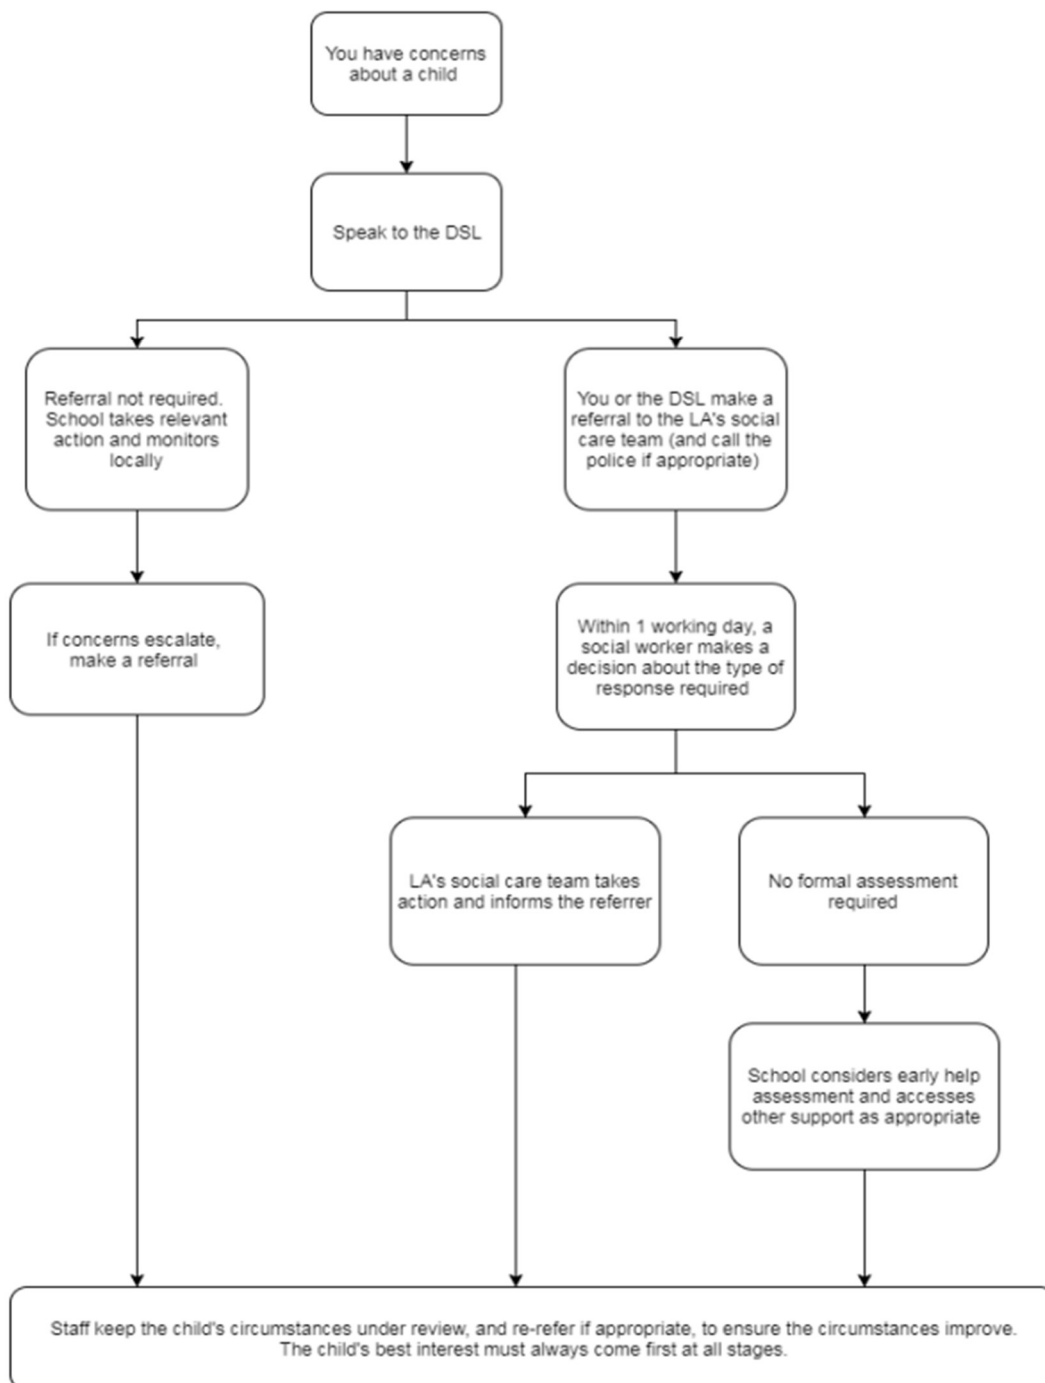 You have concerns
about a child
Speak to the DSL
Referral not required.
School takes relevant
action and monitors
locally
You or the DSL make a
referral to the LA's social
care team (and call the
police if appropriate)
If concerns escalate,
make a referral
Within 1 working day, a
social worker makes a
decision about the type of
response required
LA's social care team takes
action and informs the referrer
No formal assessment
required
School considers early help
assessment and accesses
other support as appropriate
Staff keep the child's circumstances under review, and re-refer if appropriate, to ensure the circumstances improve.
The child's best interest must always come first at all stages.